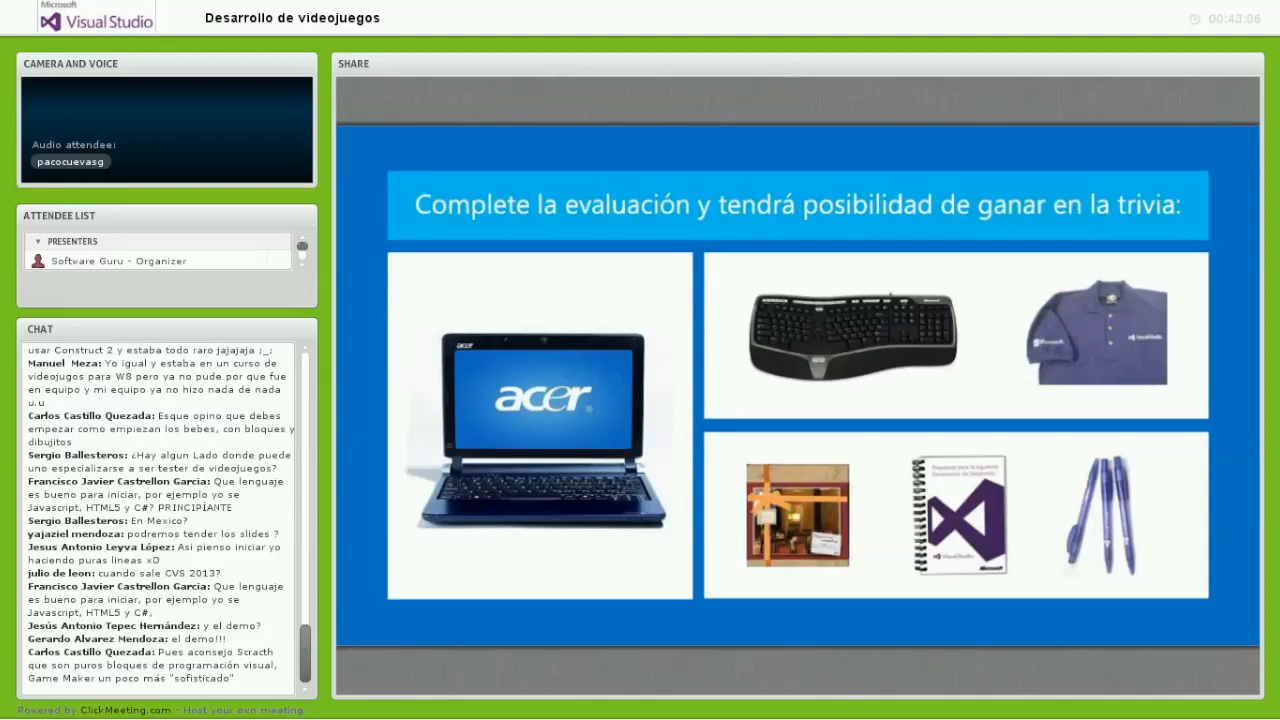 Microsoft
Visual Studio
Desarrollo de videojuegos
00:43:06
CAMERA AND VOICE
Audio attendee:
pacocuevasg
ATTENDEE LIST
PRESENTERS
Software Guru - Organizer
CHAT
usar Construct 2 y estaba todo raro jajajaja ;_;
Manuel Meza: Yo igual y estaba en un curso de
videojugos para W8 pero ya no pude por que fue
en equipo y mi equipo ya no hizo nada de nada
u.u
Carlos Castillo Quezada: Esque opino que debes
empezar como empiezan los bebes, con bloques y
dibujitos
Sergio Ballesteros: ¿Hay algun Lado donde puede
uno especializarse a ser tester de videojuegos?
Francisco Javier Castrellon Garcia: Que lenguaje
es bueno para iniciar, por ejemplo yo se
Javascript, HTML5 y C#? PRINCIPÍANTE
Sergio Ballesteros: En Mexico?
yajaziel mendoza: podremos tender los slides ?
Jesus Antonio Leyva López: Asi pienso iniciar yo
haciendo puras lineas xD
julio de leon: cuando sale CVS 2013?
Francisco Javier Castrellon Garcia: Que lenguaje
es bueno para iniciar, por ejemplo yo se
Javascript, HTML5 y C#,
Jesús Antonio Tepec Hernández: y el demo?
Gerardo Alvarez Mendoza: el demo!!!
Carlos Castillo Quezada: Pues aconsejo Scracth
que son puros bloques de programación visual,
Game Maker un poco más "sofisticado"
Powered by ClickMeeting.com - Host your own meeting
SHARE
Complete la evaluación y tendrá posibilidad de ganar en la trivia:
acer
acer
Microsoft
Visual Studio
Visual Studio
Microsoft